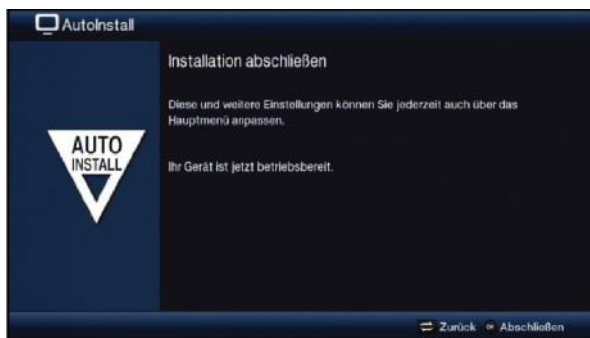 AutoInstall
Installation abschließen
Diese und weitere Einstellungen können Sie jederzeit auch über das
Hauptmenü anpassen.
AUTO
INSTALL
Ihr Gerät ist jetzt betriebsbereit.
Zurück OK Abschließen